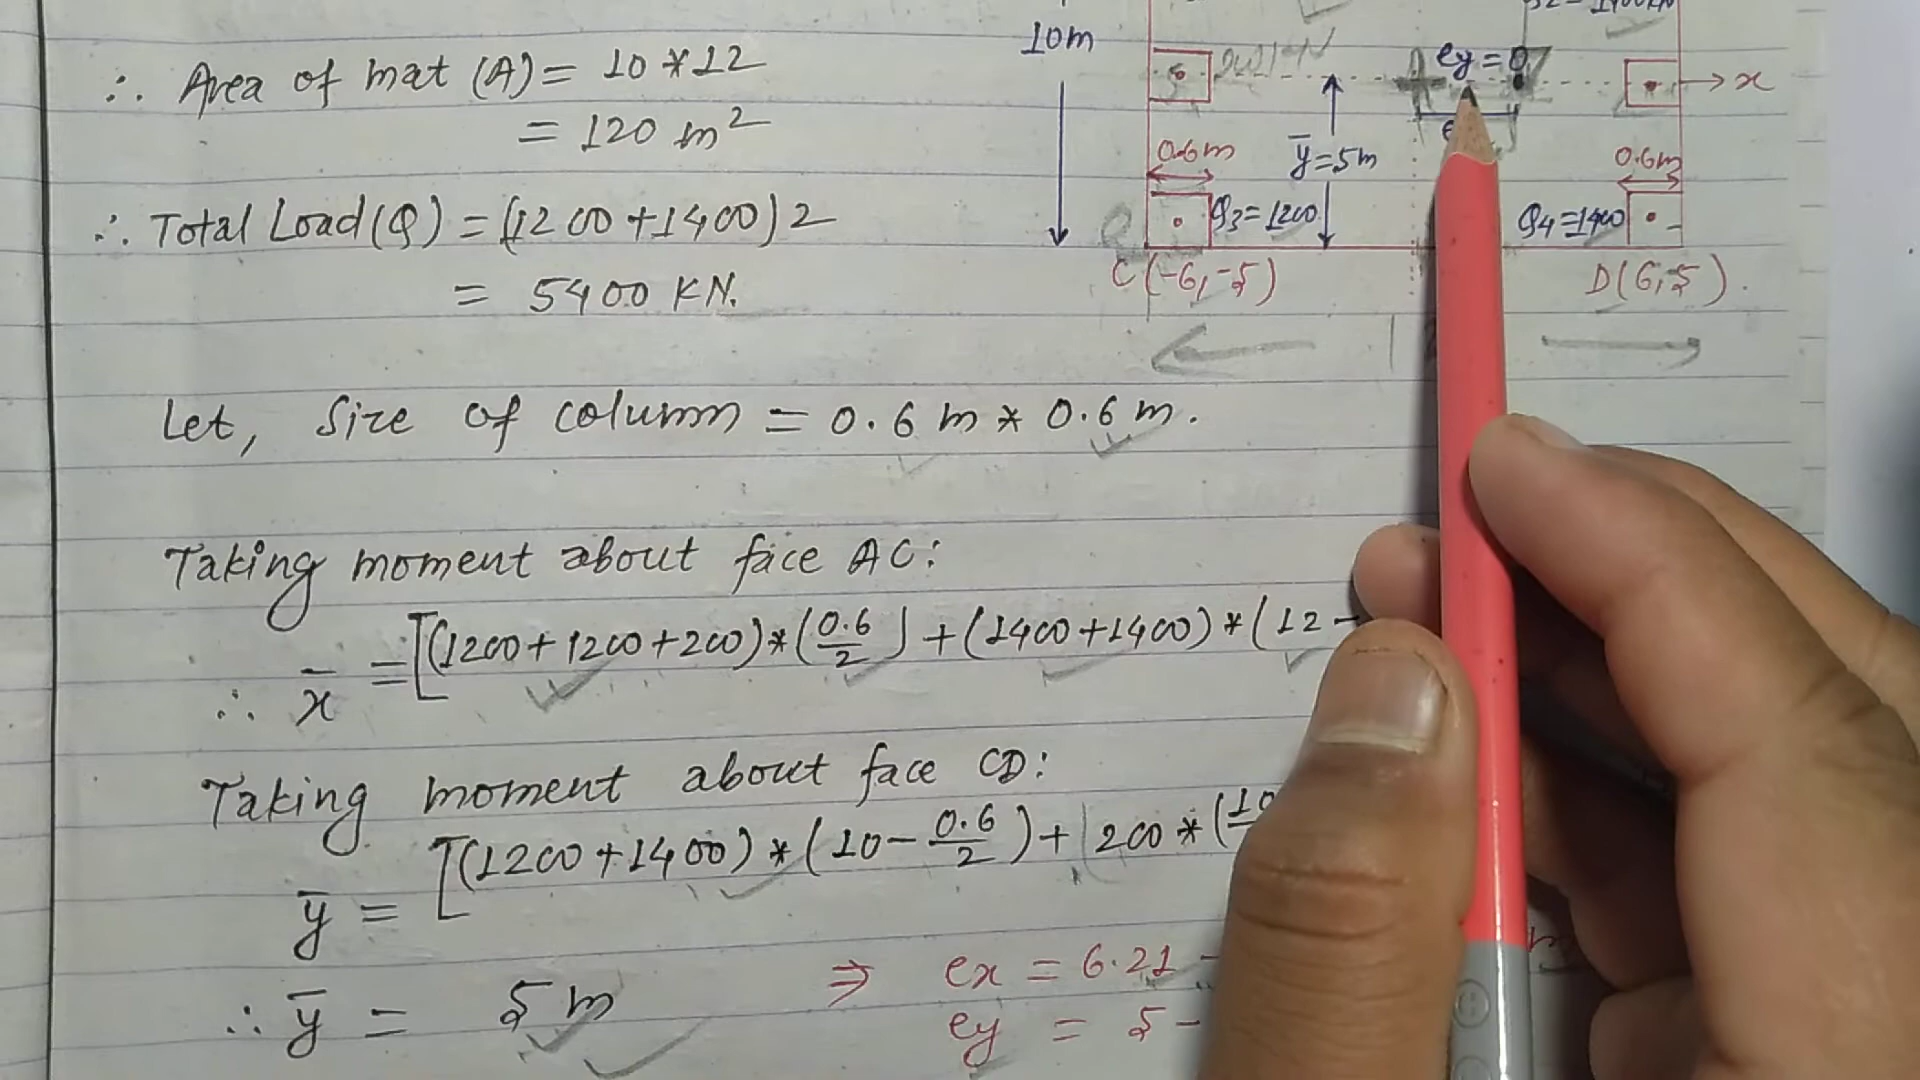 10m
ey = 0
x
∴ Area of mat (A) = 10 * 12
= 120 m²
0.6m
ȳ = 5m
0.6m
Q3 = 1200
Q4 = 1400
∴ Total Load (Q) = (1200 + 1400) 2
= 5400 KN.
C (-6, -5)
D (6, 5).
Let, Size of column = 0.6 m * 0.6 m.
Taking moment about face AC:
∴ x̄ = [(1200 + 1200 + 200) * (0.6/2) + (1400 + 1400) * (12 -
Taking moment about face CD:
ȳ = [(1200 + 1400) * (10 - 0.6/2) + 200 * (10
∴ ȳ = 5 m
⇒ ex = 6.21 -
ey = 5 -